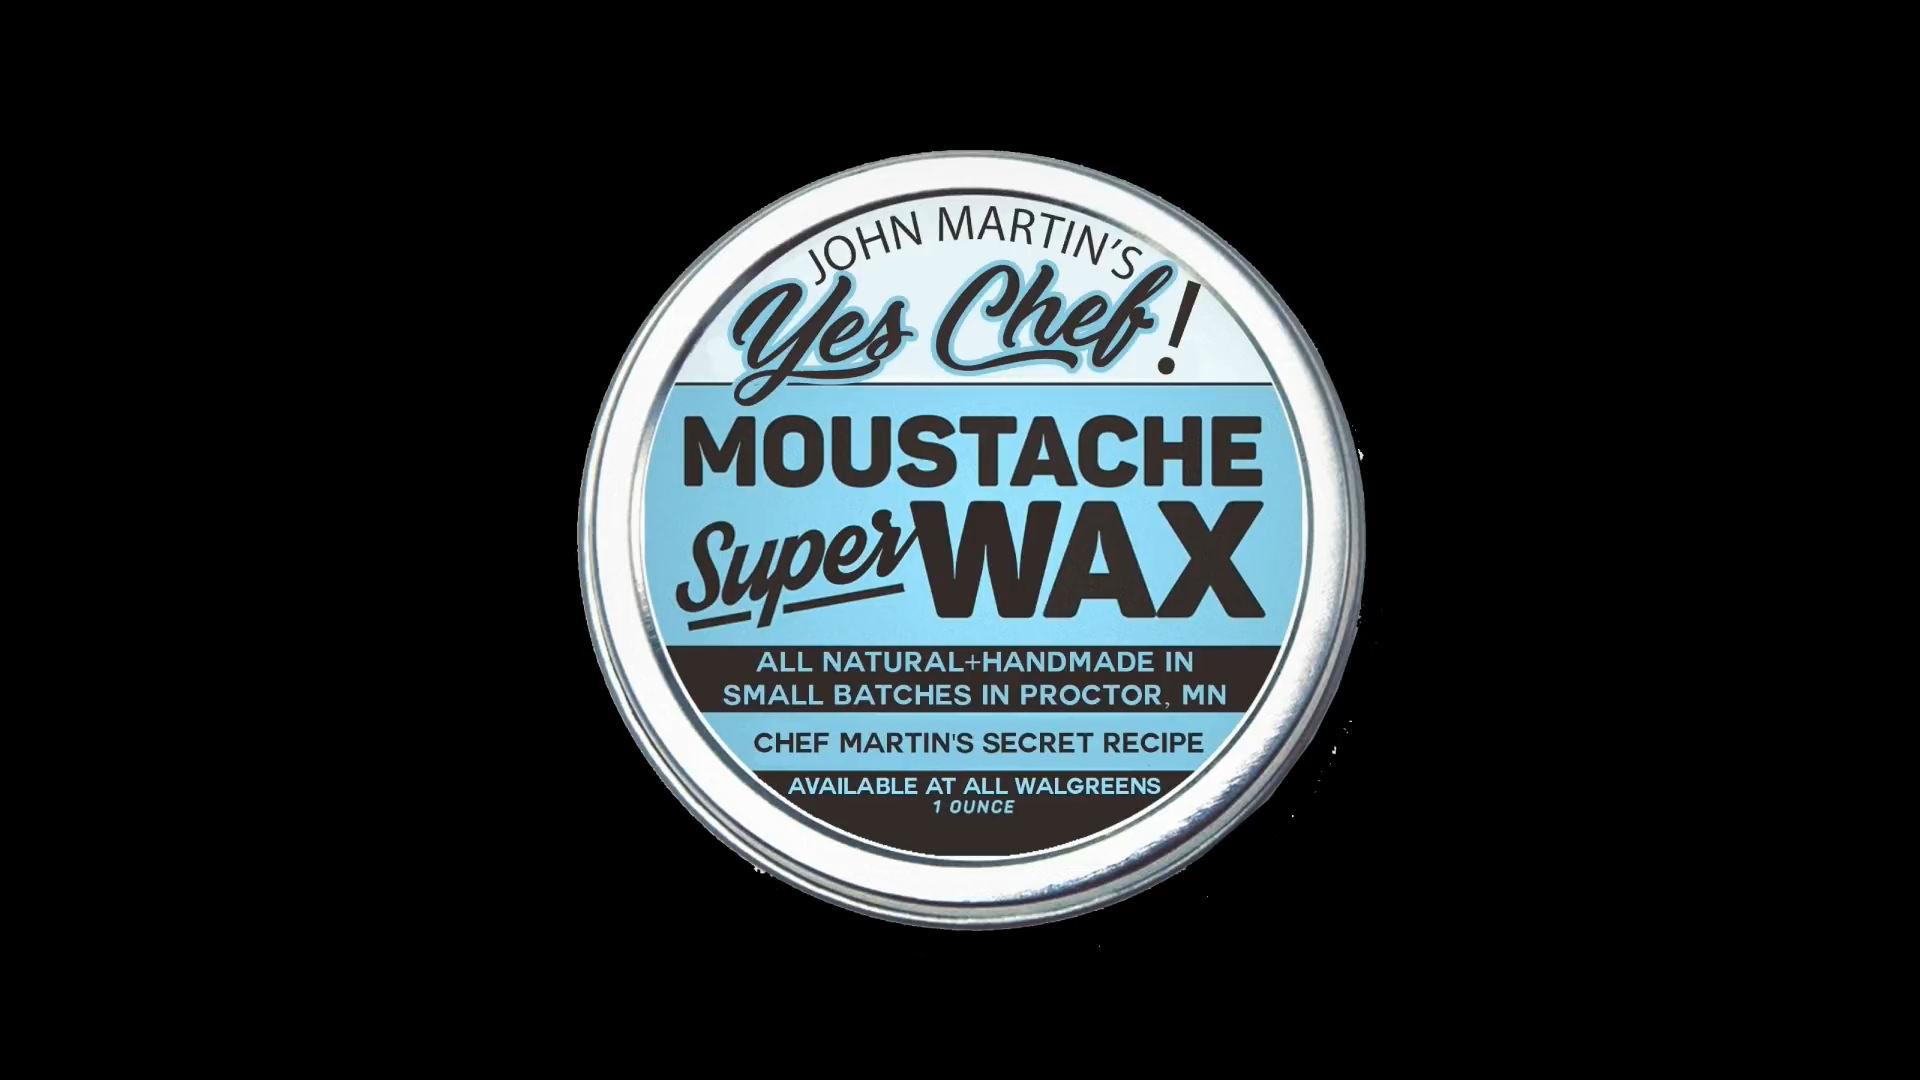 JOHN MARTIN'S
Yes Chef!
MOUSTACHE
Super WAX
ALL NATURAL+HANDMADE IN
SMALL BATCHES IN PROCTOR, MN
CHEF MARTIN'S SECRET RECIPE
AVAILABLE AT ALL WALGREENS
1 OUNCE